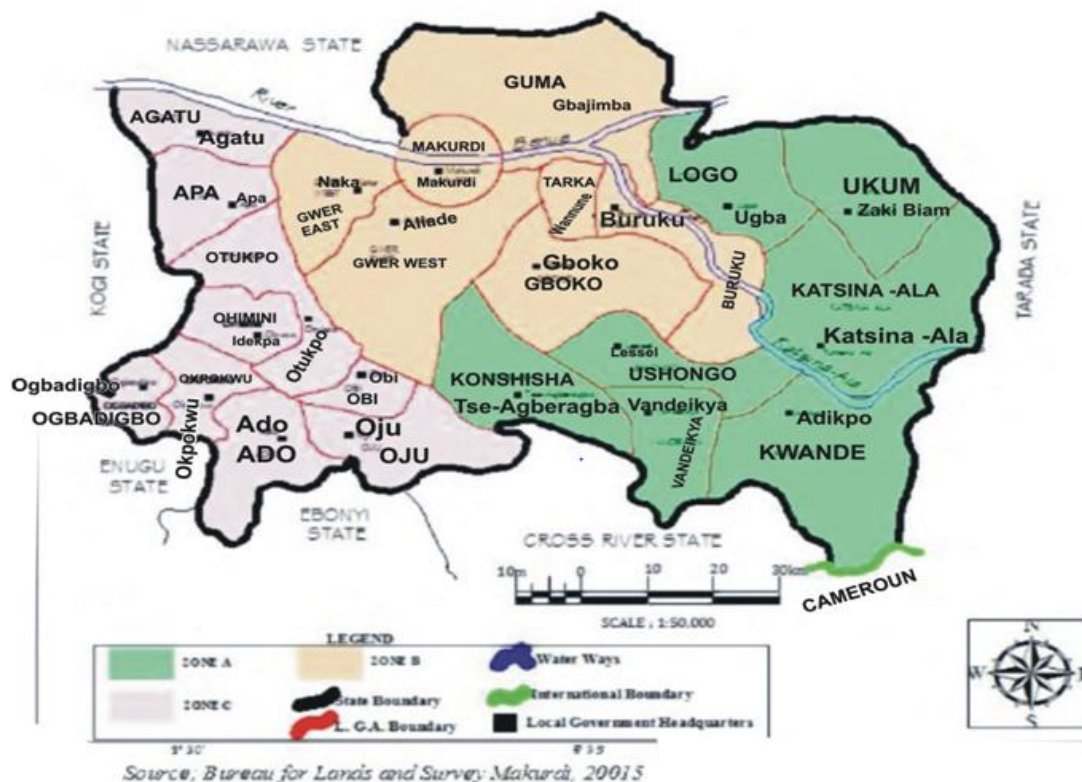 NASSARAWA STATE
GUMA
Gbajimba
River
Benue
AGATU
Agatu
MAKURDI
Makurdi
LOGO
UKUM
Ugba
Zaki Biam
APA
Apa
Naka
GWER
EAST
Aliade
GWER WEST
TARKA
Wannune
Buruku
BURUKU
Gboko
GBOKO
KATSINA -ALA
Katsina -Ala
Katsina-Ala
KOGI STATE
TARABA STATE
OTUKPO
Otukpo
OHIMINI
Idekpa
Ogbadigbo
OGBADIGBO
OKPOKWU
Okpokwu
Obi
OBI
Ado
ADO
Oju
OJU
KONSHISHA
Tse-Agberagba
Lessel
USHONGO
Vandeikya
VANDEIKYA
Adikpo
KWANDE
ENUGU
STATE
EBONYI
STATE
CROSS RIVER STATE
CAMEROUN
10m 0 5 10 20 30km
SCALE : 1:50.000
LEGEND
ZONE A
ZONE B
Water Ways
ZONE C
State Boundary
International Boundary
L. G.A. Boundary
Local Government Headquarters
N
W
S
Source; Bureau for Lands and Survey Makurdi, 20015